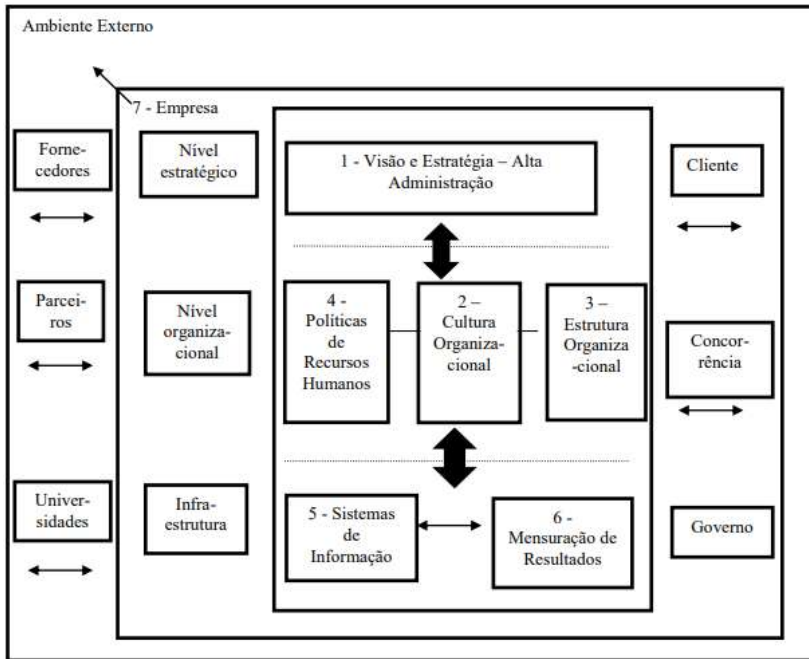 Ambiente Externo
7 - Empresa
Forne-
cedores
Nível
estratégico
1 - Visão e Estratégia – Alta
Administração
Cliente
Parcei-
ros
Nível
organiza-
cional
4 -
Políticas
de
Recursos
Humanos
2 –
Cultura
Organiza-
cional
3 –
Estrutura
Organiza
-cional
Concor-
rência
Univer-
sidades
Infra-
estrutura
5 - Sistemas
de
Informação
6 -
Mensuração de
Resultados
Governo